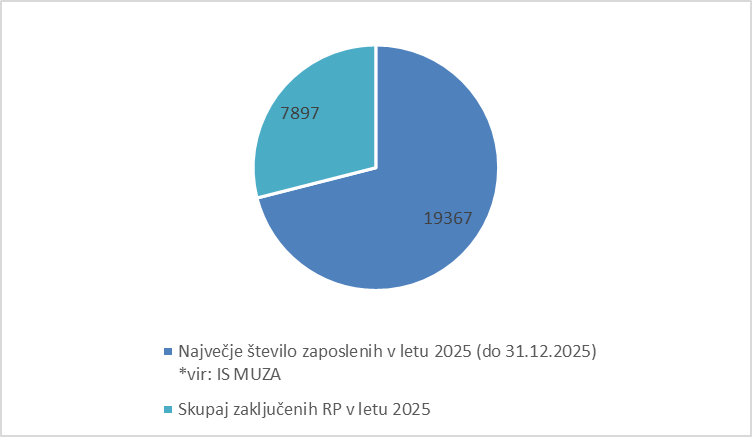 7897
19367
Največje število zaposlenih v letu 2025 (do 31.12.2025)
*vir: IS MUZA
Skupaj zaključenih RP v letu 2025